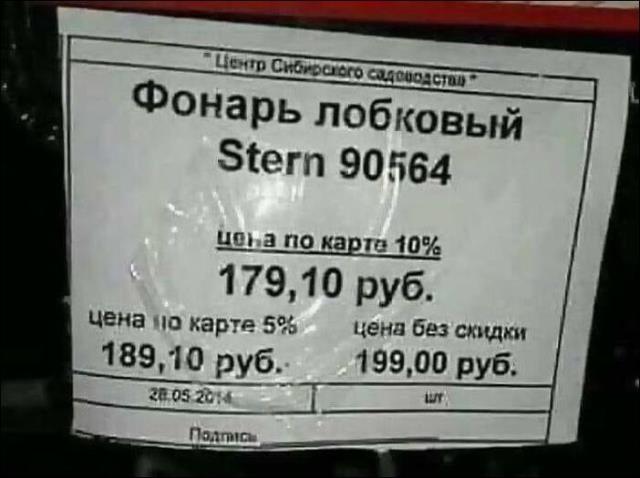 " Центр Сибирского садоводства "
Фонарь лобковый
Stern 90564
цена по карте 10%
179,10 руб.
цена по карте 5% цена без скидки
189,10 руб. 199,00 руб.
28.05.2014 шт
Подпись